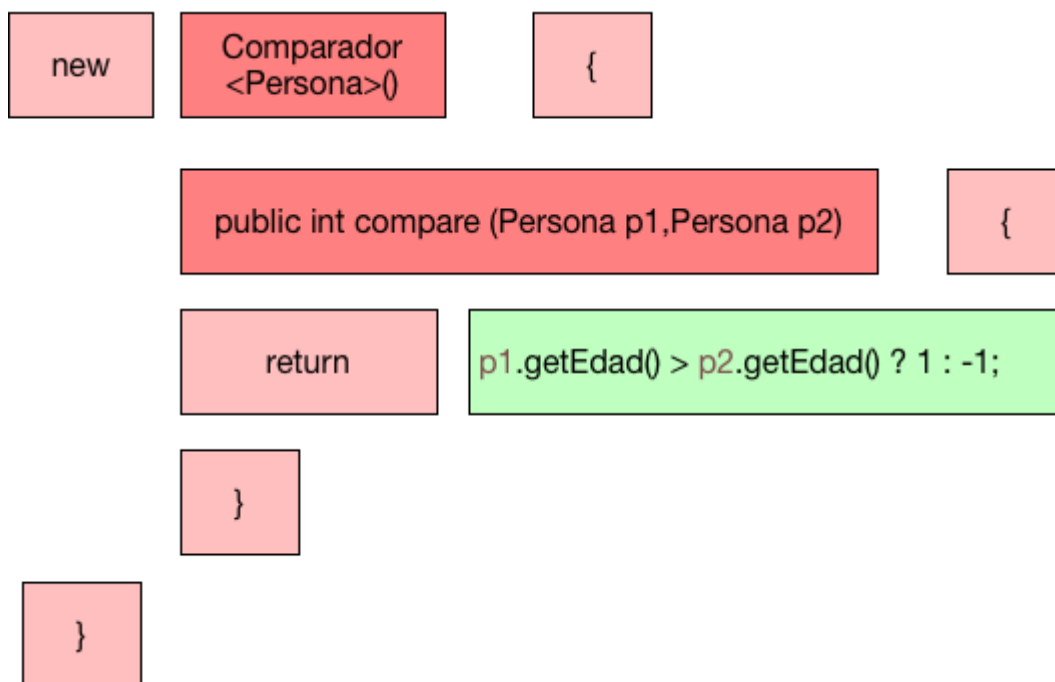 new
Comparador
<Persona>()
{
public int compare (Persona p1,Persona p2)
{
return
p1.getEdad() > p2.getEdad() ? 1 : -1;
}
}